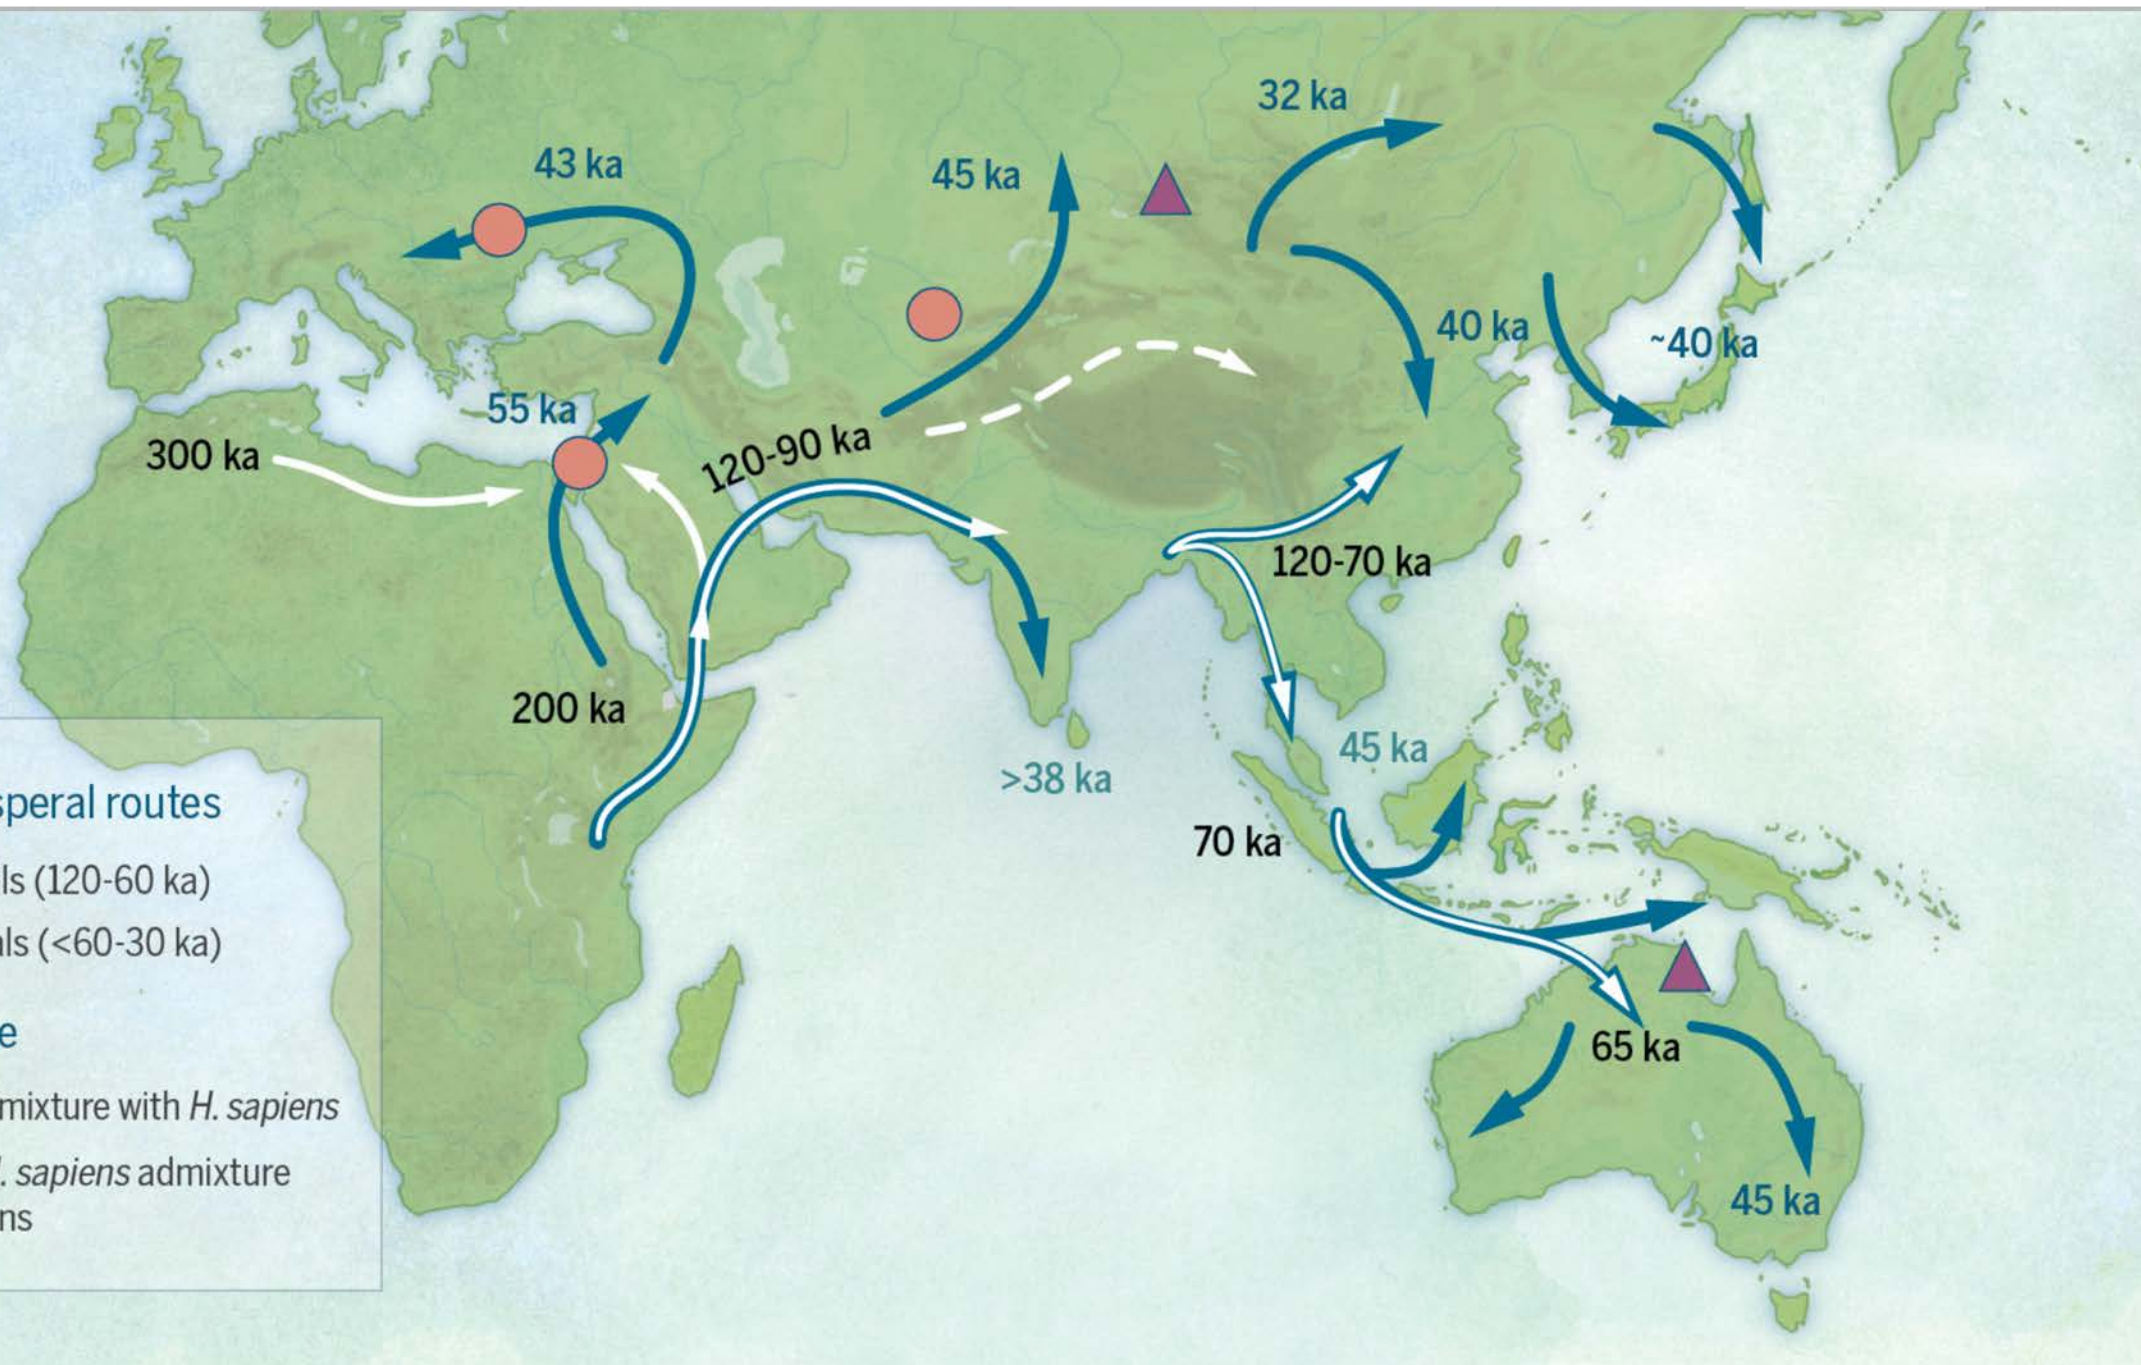 32 ka
43 ka
45 ka
40 ka
~40 ka
55 ka
300 ka
120-90 ka
120-70 ka
200 ka
>38 ka
45 ka
70 ka
65 ka
45 ka
speral routes
ls (120-60 ka)
als (<60-30 ka)
e
mixture with H. sapiens
. sapiens admixture
ns